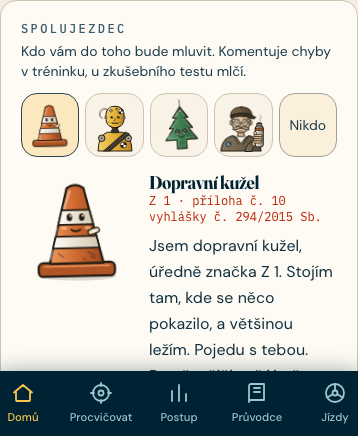 SPOLUJEZDEC
Kdo vám do toho bude mluvit. Komentuje chyby
v tréninku, u zkušebního testu mlčí.
Nikdo
Dopravní kužel
Z 1 · příloha č. 10
vyhlášky č. 294/2015 Sb.
Jsem dopravní kužel,
úředně značka Z 1. Stojím
tam, kde se něco
pokazilo, a většinou
ležím. Pojedu s tebou.
Domů
Procvičovat
Postup
Průvodce
Jízdy